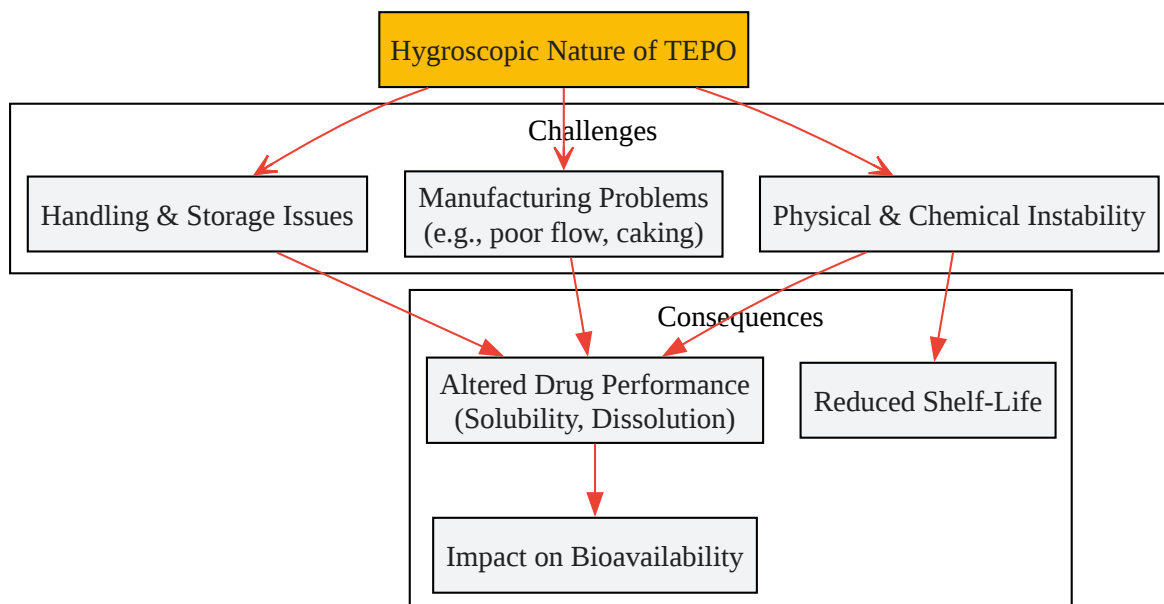 Hygroscopic Nature of TEPO
Challenges
Handling & Storage Issues
Manufacturing Problems
(e.g., poor flow, caking)
Physical & Chemical Instability
Consequences
Altered Drug Performance
(Solubility, Dissolution)
Reduced Shelf-Life
Impact on Bioavailability